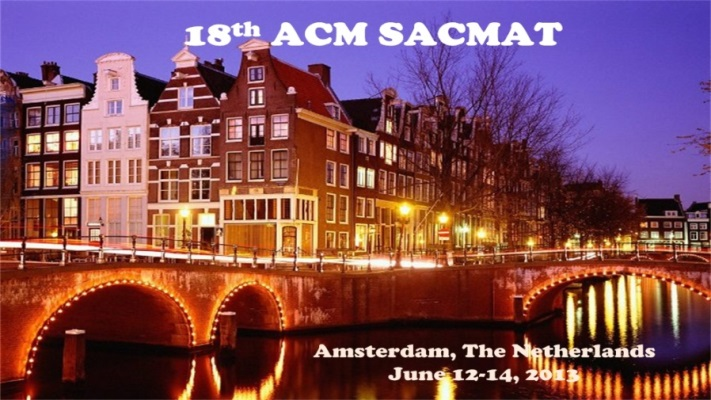 18th ACM SACMAT
Amsterdam, The Netherlands
June 12-14, 2013